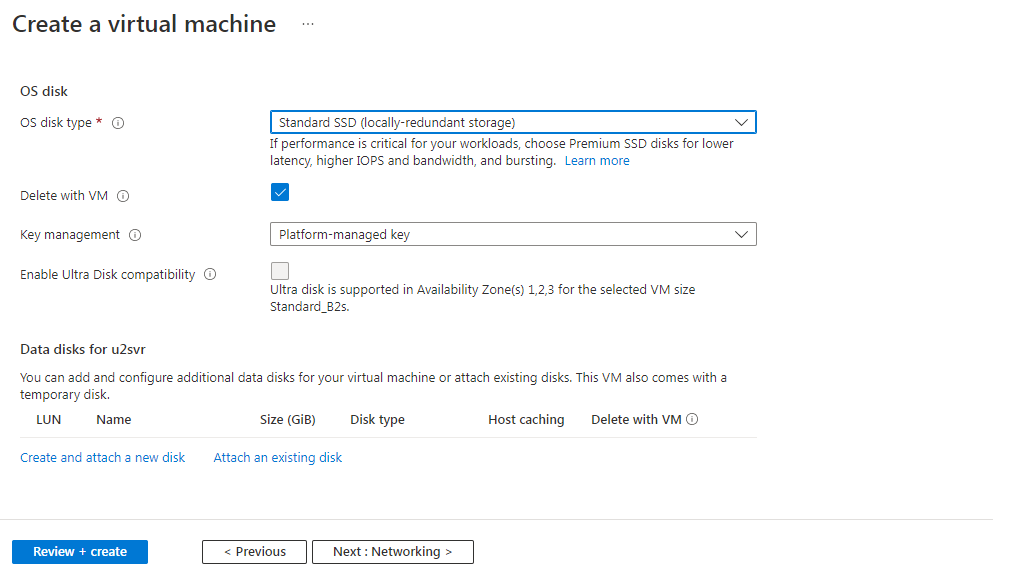 Create a virtual machine ...
OS disk
OS disk type *
Standard SSD (locally-redundant storage)
If performance is critical for your workloads, choose Premium SSD disks for lower
latency, higher IOPS and bandwidth, and bursting. Learn more
Delete with VM
Key management
Platform-managed key
Enable Ultra Disk compatibility
Ultra disk is supported in Availability Zone(s) 1,2,3 for the selected VM size
Standard_B2s.
Data disks for u2svr
You can add and configure additional data disks for your virtual machine or attach existing disks. This VM also comes with a
temporary disk.
LUN Name Size (GiB) Disk type Host caching Delete with VM
Create and attach a new disk Attach an existing disk
Review + create < Previous Next : Networking >